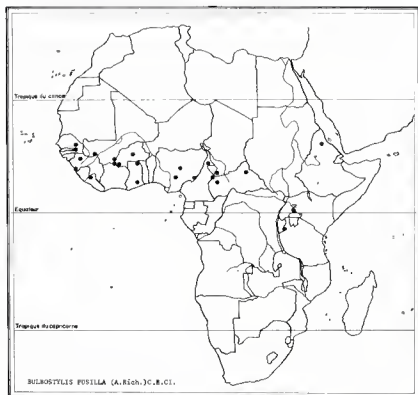 Tropique du cancer
Equateur
Tropique du capricorne
BULBOSTYLIS PUSILLA (A.Rich.)C.B.Cl.